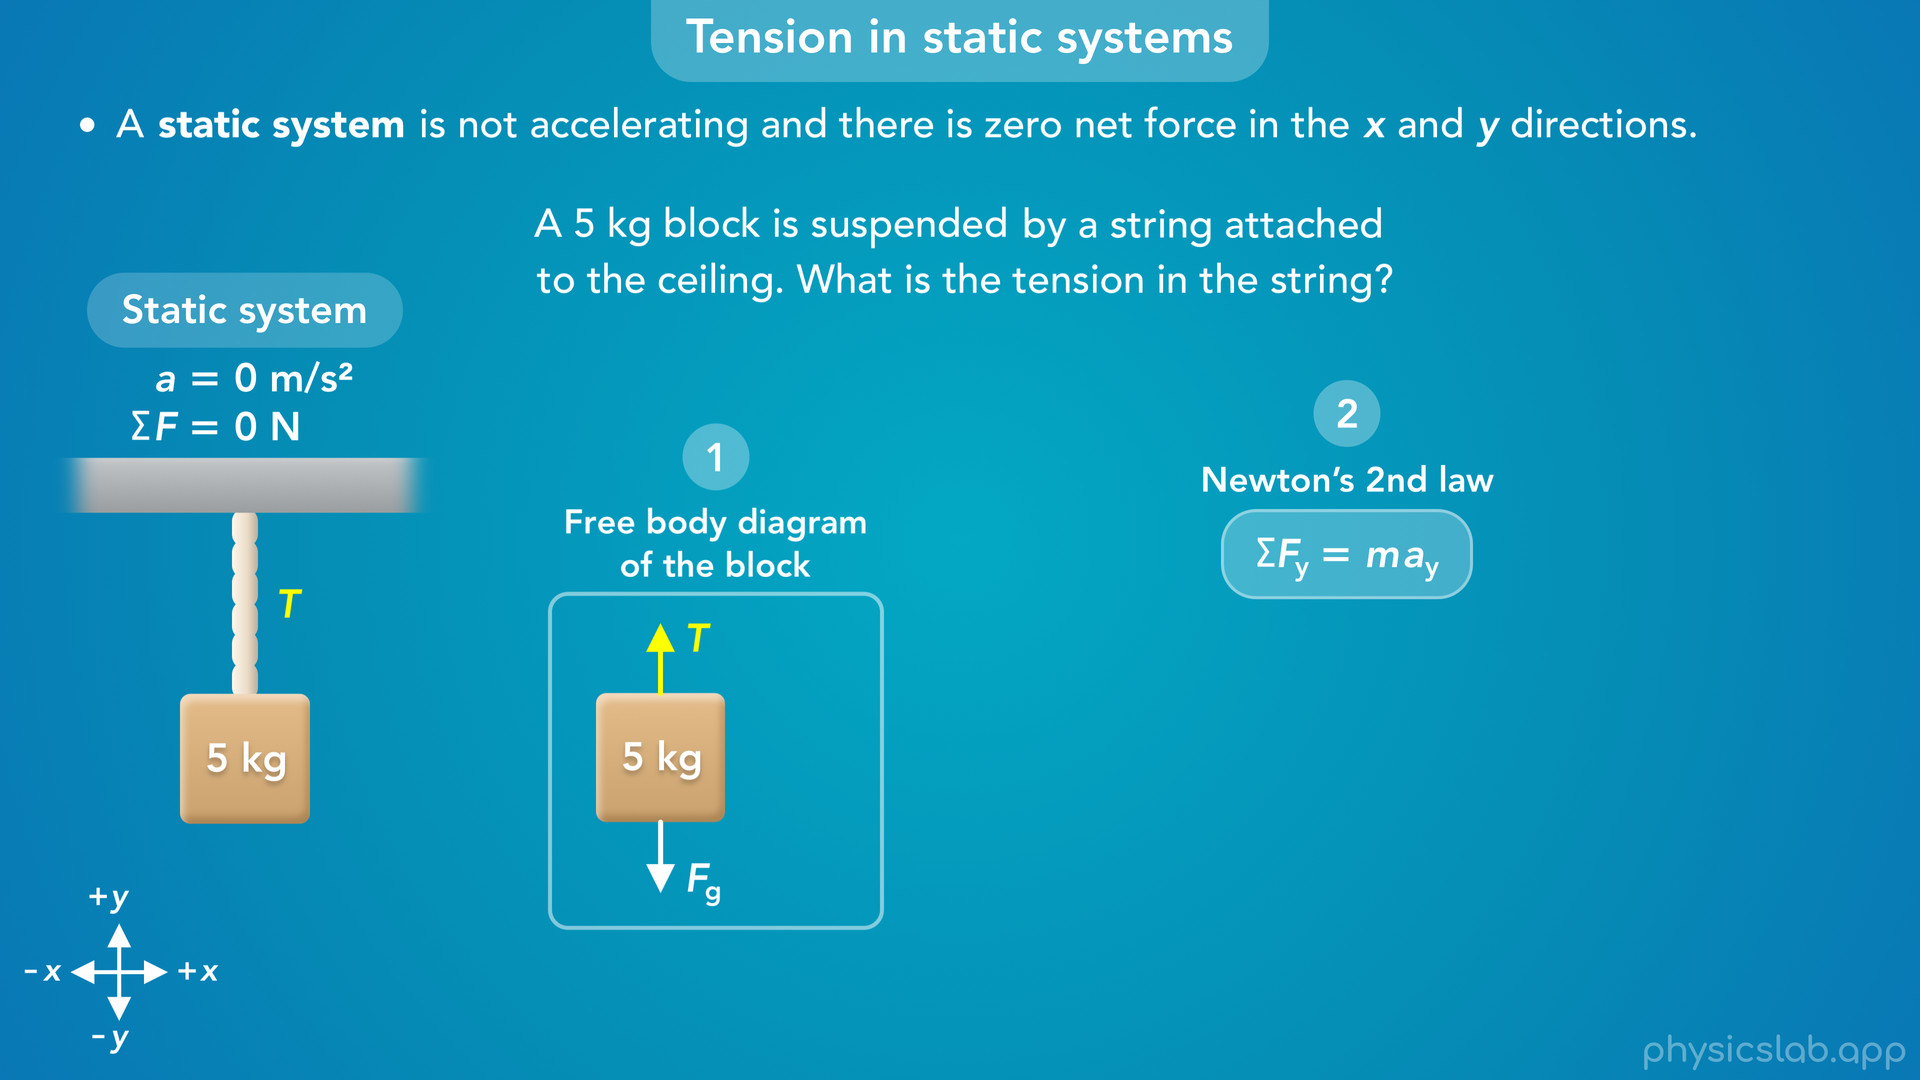 Tension in static systems
• A static system is not accelerating and there is zero net force in the x and y directions.
A 5 kg block is suspended by a string attached
to the ceiling. What is the tension in the string?
Static system
a = 0 m/s²
ΣF = 0 N
T
5 kg
1
Free body diagram
of the block
T
5 kg
Fg
2
Newton’s 2nd law
ΣFy = may
+y
−x
+x
−y
physicslab.app